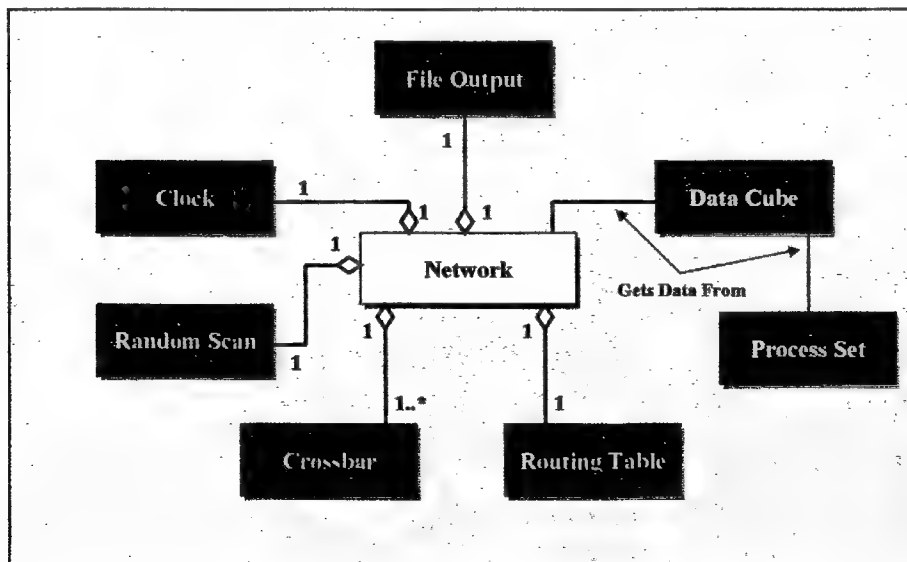 File Output
1
Clock
1
1
1
Data Cube
1
Network
Gets Data From
Random Scan
1
1
1
Process Set
1..*
1
Crossbar
Routing Table